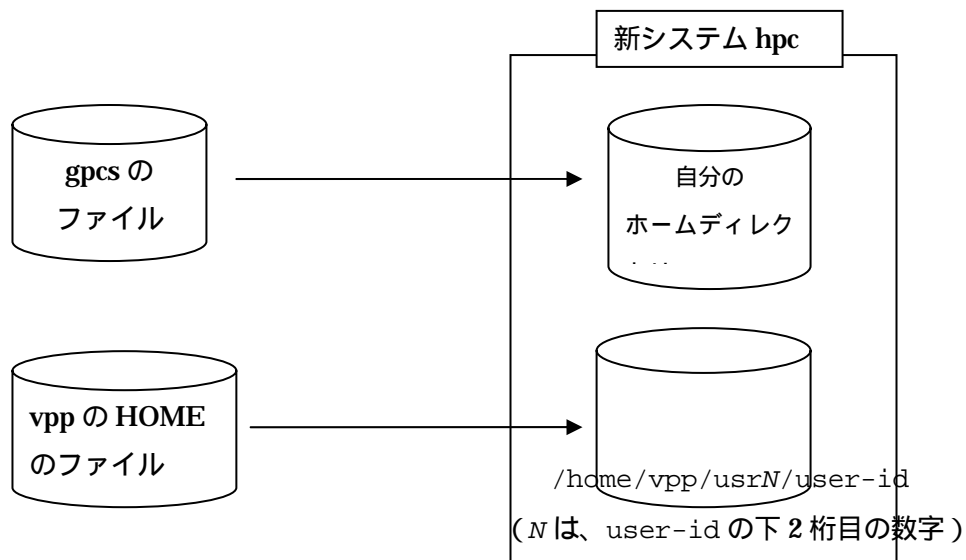 新システム hpc
gpcs の
ファイル
自分の
ホームディレク
vpp の HOME
のファイル
/home/vpp/usrN/user-id
(N は、user-id の下 2 桁目の数字)